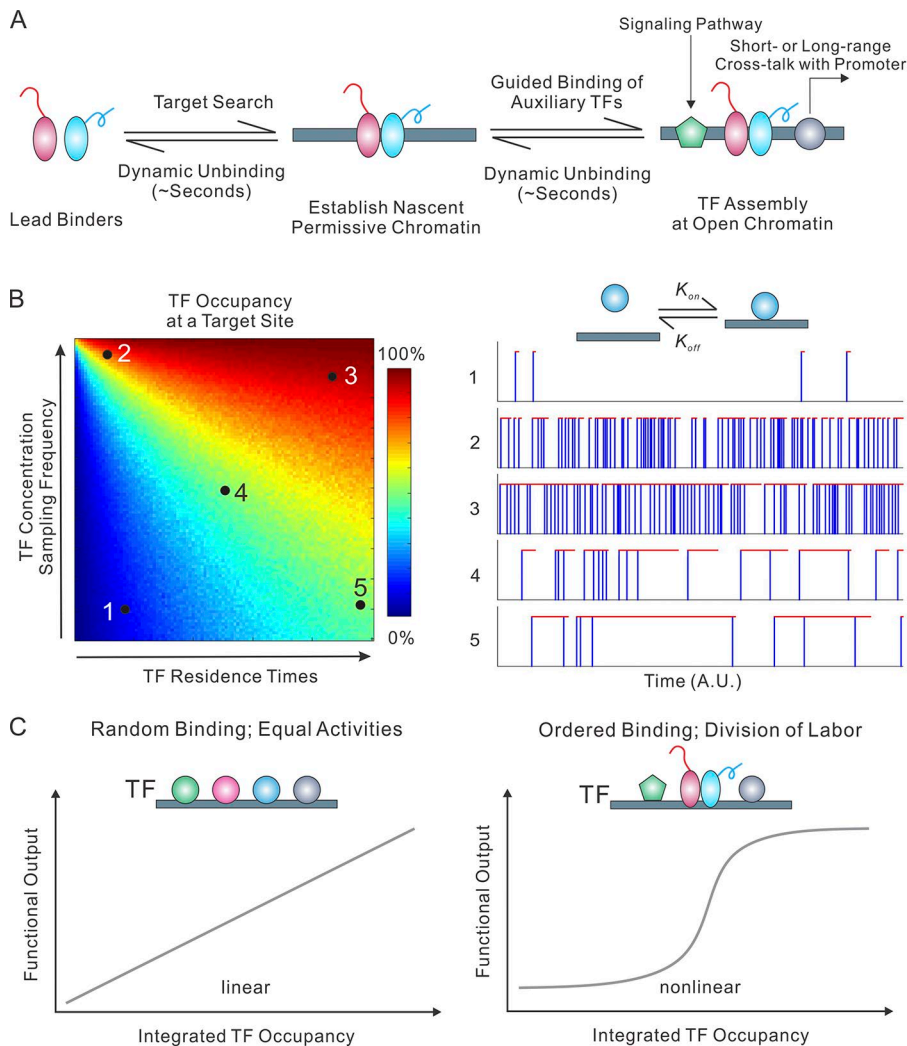 A
Signaling Pathway
Short- or Long-range
Cross-talk with Promoter
Target Search
Guided Binding of
Auxiliary TFs
Dynamic Unbinding
(~Seconds)
Dynamic Unbinding
(~Seconds)
Lead Binders
Establish Nascent
Permissive Chromatin
TF Assembly
at Open Chromatin
B
TF Occupancy
at a Target Site
TF Concentration
Sampling Frequency
TF Residence Times
1
2
3
4
5
100%
0%
Kon
Koff
1
2
3
4
5
Time (A.U.)
C
Random Binding; Equal Activities
TF
Functional Output
linear
Integrated TF Occupancy
Ordered Binding; Division of Labor
TF
Functional Output
nonlinear
Integrated TF Occupancy